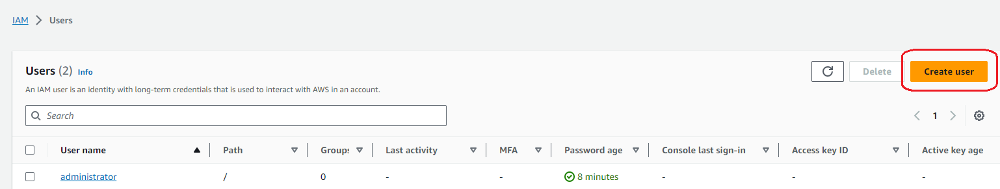 IAM > Users
Users (2) Info
Delete
Create user
An IAM user is an identity with long-term credentials that is used to interact with AWS in an account.
Search
1
User name Path Groups Last activity MFA Password age Console last sign-in Access key ID Active key age
administrator / 0 - - 8 minutes - - -